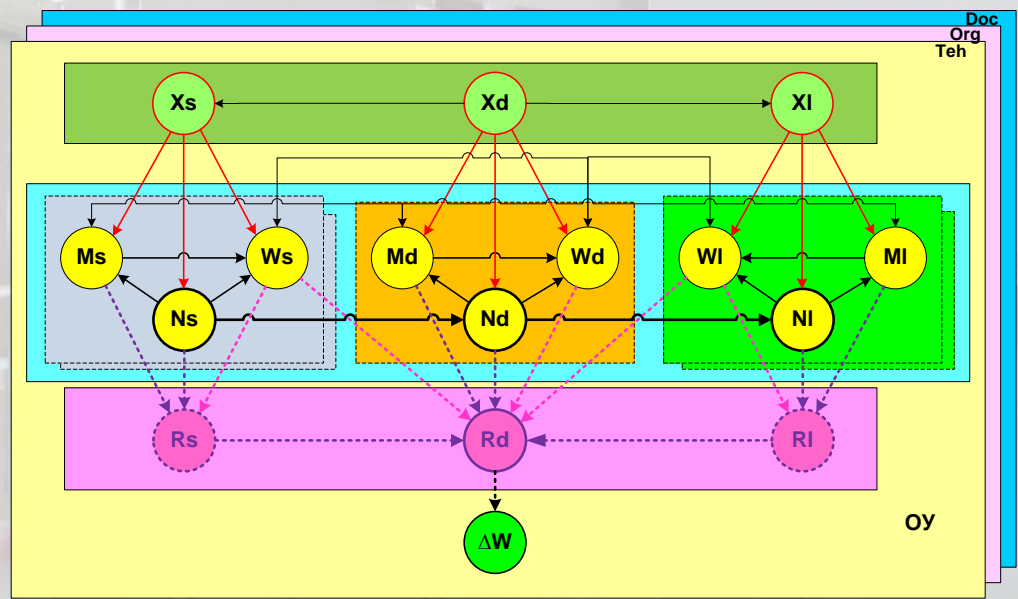 Doc
Org
Teh
Xs Xd Xl
Ms Ws Md Wd Wl Ml
Ns Nd Nl
Rs Rd Rl
ОУ
ΔW